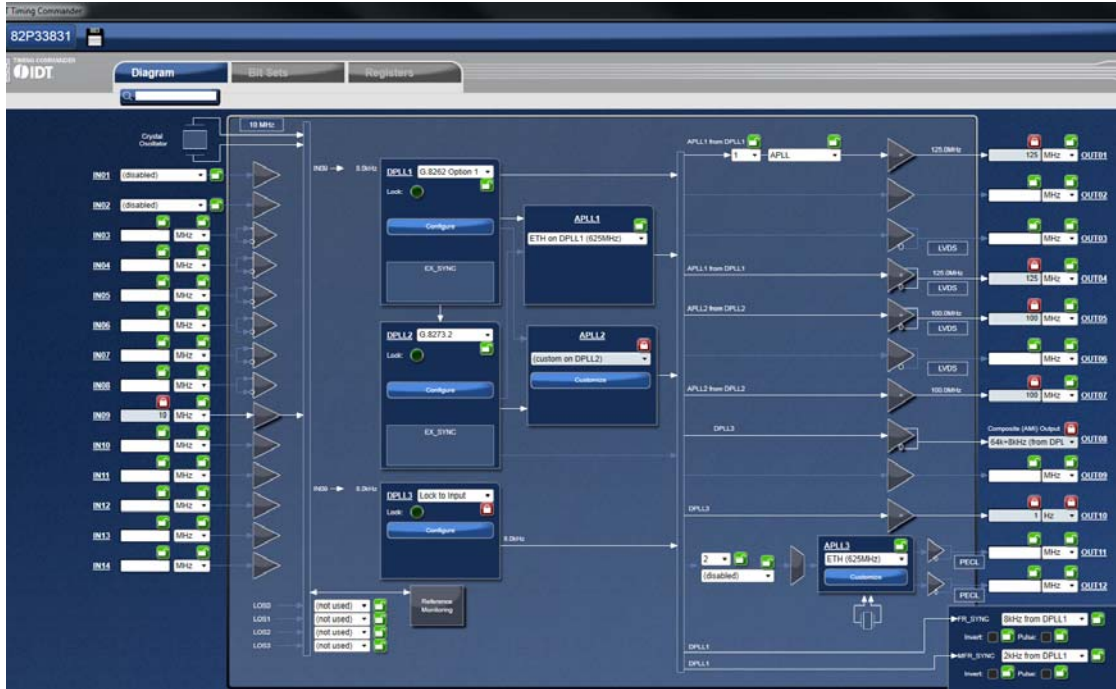 Timing Commander
82P33831
TIMING COMMANDER
IDT
Diagram
Bit Sets
Registers
10 MHz
Crystal
Oscillator
IN01 (disabled)
IN02 (disabled)
IN03 MHz
IN04 MHz
IN05 MHz
IN06 MHz
IN07 MHz
IN08 MHz
IN09 10 MHz
IN10 MHz
IN11 MHz
IN12 MHz
IN13 MHz
IN14 MHz
LOS0 (not used)
LOS1 (not used)
LOS2 (not used)
LOS3 (not used)
IN09 8.0kHz
DPLL1 G.8262 Option 1
Lock:
Configure
EX_SYNC
DPLL2 G.8273.2
Lock:
Configure
EX_SYNC
IN09 8.0kHz
DPLL3 Lock to Input
Lock:
Configure
8.0kHz
Reference
Monitoring
APLL1
ETH on DPLL1 (625MHz)
APLL2
(custom on DPLL2)
Customize
APLL1 from DPLL1
1 APLL
125.0MHz
125 MHz OUT01
MHz OUT02
MHz OUT03
LVDS
APLL1 from DPLL1
125.0MHz
125 MHz OUT04
LVDS
APLL2 from DPLL2
100.0MHz
100 MHz OUT05
LVDS
MHz OUT06
LVDS
APLL2 from DPLL2
100.0MHz
100 MHz OUT07
DPLL3
Composite (AMI) Output
64k+8kHz (from DPL OUT08
MHz OUT09
DPLL3
1 Hz OUT10
2
(disabled)
APLL3
ETH (625MHz)
Customize
MHz OUT11
PECL
MHz OUT12
PECL
DPLL1
FR_SYNC 8kHz from DPLL1
Invert: Pulse:
DPLL1
MFR_SYNC 2kHz from DPLL1
Invert: Pulse: